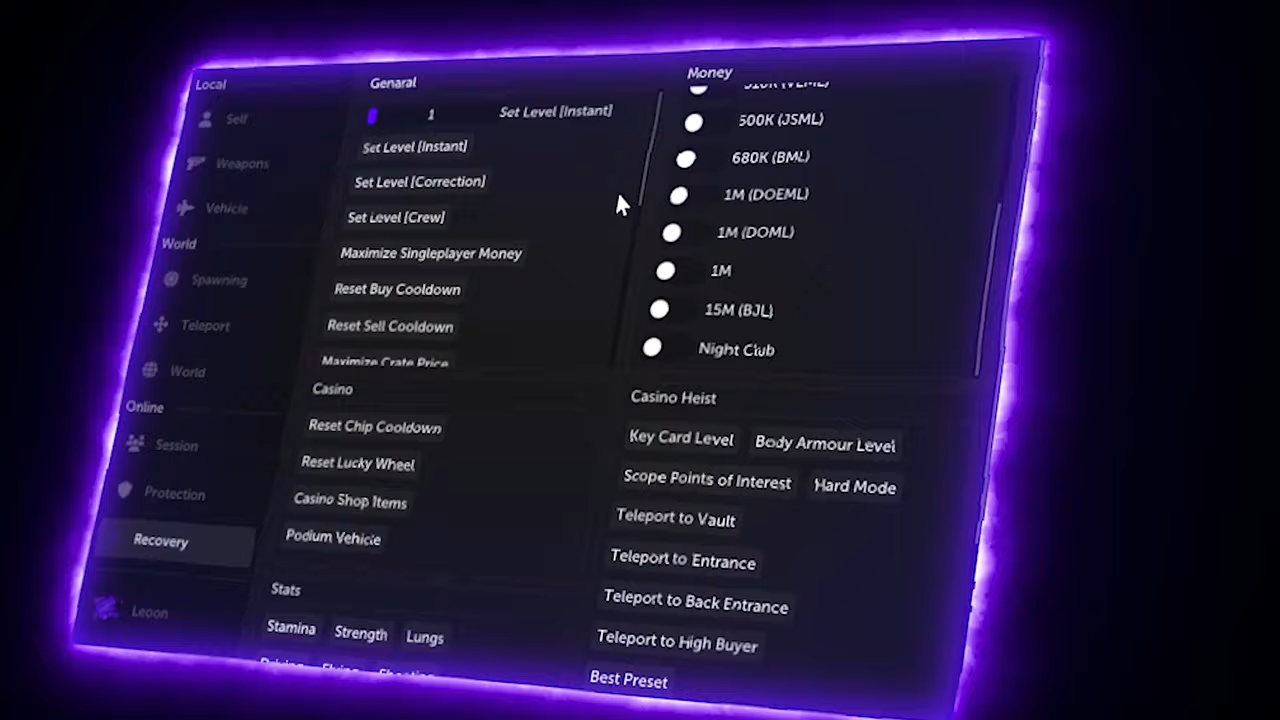 Local
Self
Weapons
Vehicle
World
Spawning
Teleport
World
Online
Session
Protection
Recovery
Leoon
Genaral
1 Set Level [Instant]
Set Level [Instant]
Set Level [Correction]
Set Level [Crew]
Maximize Singleplayer Money
Reset Buy Cooldown
Reset Sell Cooldown
Maximize Crate Price
Casino
Reset Chip Cooldown
Reset Lucky Wheel
Casino Shop Items
Podium Vehicle
Stats
Stamina Strength Lungs
Driving Flying Shooting
Money
500K (JSML)
680K (BML)
1M (DOEML)
1M (DOML)
1M
15M (BJL)
Night Club
Casino Heist
Key Card Level Body Armour Level
Scope Points of Interest Hard Mode
Teleport to Vault
Teleport to Entrance
Teleport to Back Entrance
Teleport to High Buyer
Best Preset